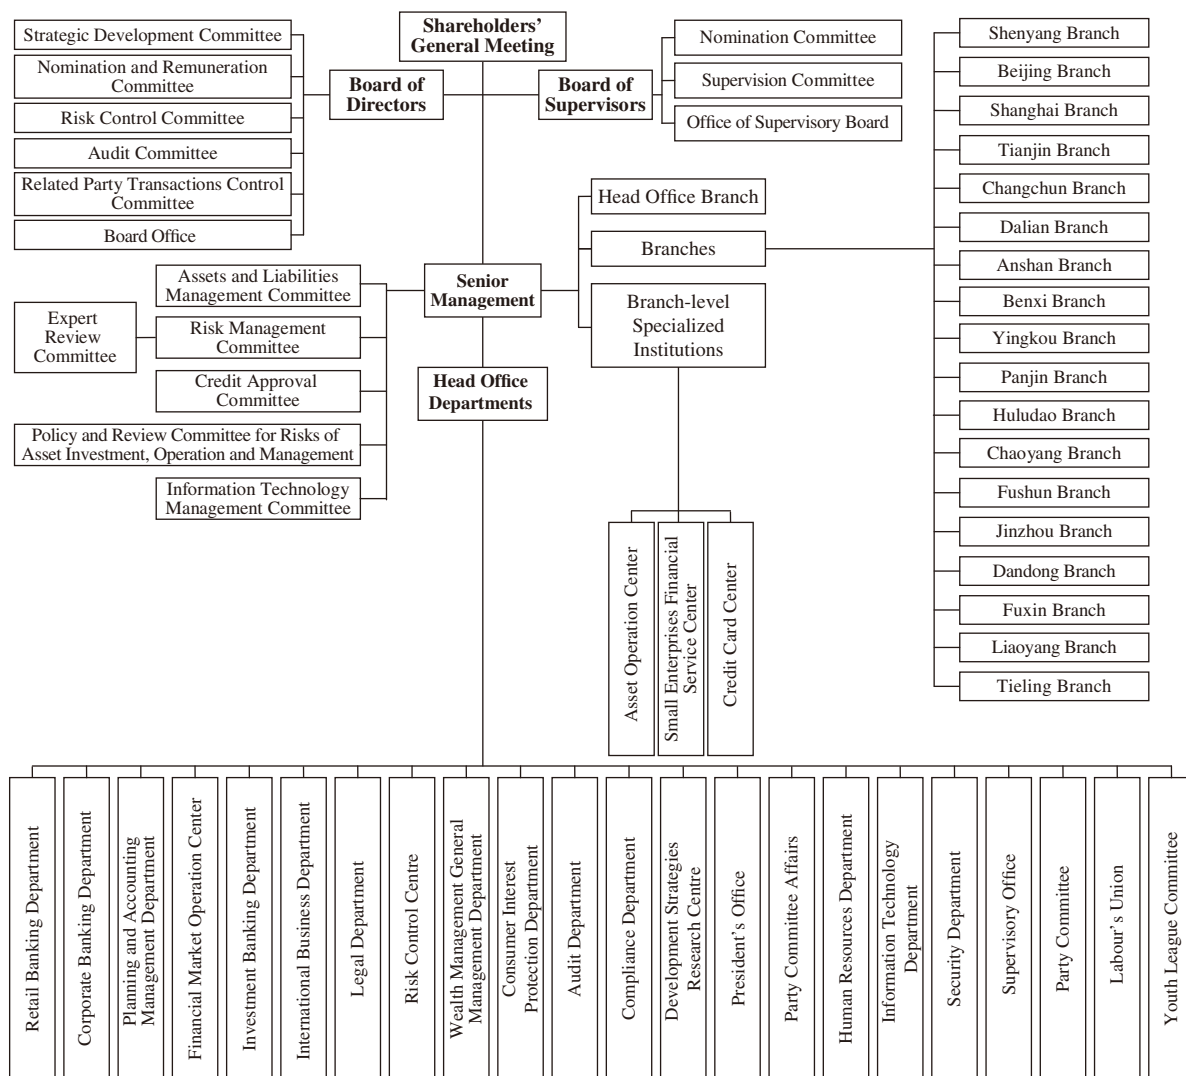 Shareholders’
General Meeting
Board of
Directors
Board of
Supervisors
Strategic Development Committee
Nomination and Remuneration
Committee
Risk Control Committee
Audit Committee
Related Party Transactions Control
Committee
Board Office
Nomination Committee
Supervision Committee
Office of Supervisory Board
Senior
Management
Assets and Liabilities
Management Committee
Risk Management
Committee
Expert
Review
Committee
Credit Approval
Committee
Policy and Review Committee for Risks of
Asset Investment, Operation and Management
Information Technology
Management Committee
Head Office Branch
Branches
Branch-level
Specialized
Institutions
Shenyang Branch
Beijing Branch
Shanghai Branch
Tianjin Branch
Changchun Branch
Dalian Branch
Anshan Branch
Benxi Branch
Yingkou Branch
Panjin Branch
Huludao Branch
Chaoyang Branch
Fushun Branch
Jinzhou Branch
Dandong Branch
Fuxin Branch
Liaoyang Branch
Tieling Branch
Asset Operation Center
Small Enterprises Financial
Service Center
Credit Card Center
Head Office
Departments
Retail Banking Department
Corporate Banking Department
Planning and Accounting
Management Department
Financial Market Operation Center
Investment Banking Department
International Business Department
Legal Department
Risk Control Centre
Wealth Management General
Management Department
Consumer Interest
Protection Department
Audit Department
Compliance Department
Development Strategies
Research Centre
President’s Office
Party Committee Affairs
Human Resources Department
Information Technology
Department
Security Department
Supervisory Office
Party Committee
Labour’s Union
Youth League Committee